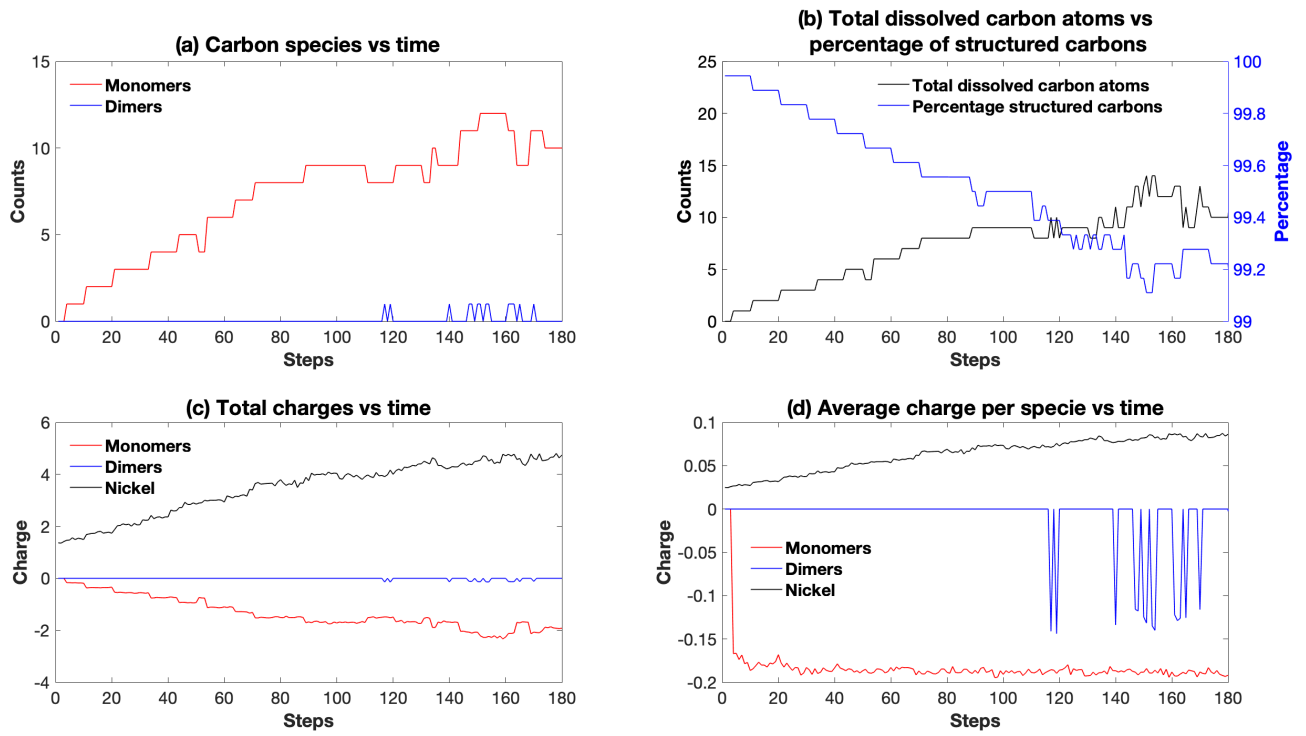 (a) Carbon species vs time
15
10
5
0
Counts
Monomers
Dimers
0 20 40 60 80 100 120 140 160 180
Steps
(b) Total dissolved carbon atoms vs
percentage of structured carbons
25
20
15
10
5
0
Counts
Total dissolved carbon atoms
Percentage structured carbons
100
99.8
99.6
99.4
99.2
99
Percentage
0 20 40 60 80 100 120 140 160 180
Steps
(c) Total charges vs time
6
4
2
0
-2
-4
Charge
Monomers
Dimers
Nickel
0 20 40 60 80 100 120 140 160 180
Steps
(d) Average charge per specie vs time
0.1
0.05
0
-0.05
-0.1
-0.15
-0.2
Charge
Monomers
Dimers
Nickel
0 20 40 60 80 100 120 140 160 180
Steps